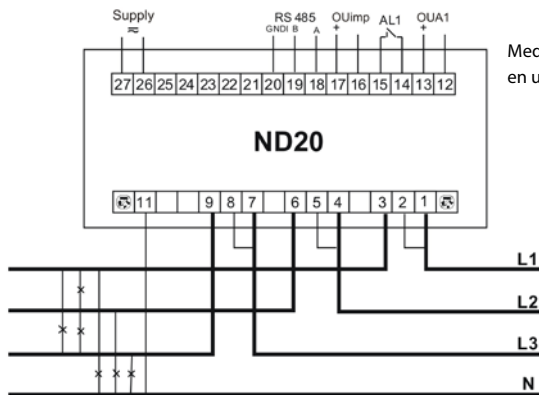 Supply RS 485 OUimp AL1 OUA1
GNDI B A + +
27 26 25 24 23 22 21 20 19 18 17 16 15 14 13 12
Med
en u
ND20
11 9 8 7 6 5 4 3 2 1
L1
L2
L3
N